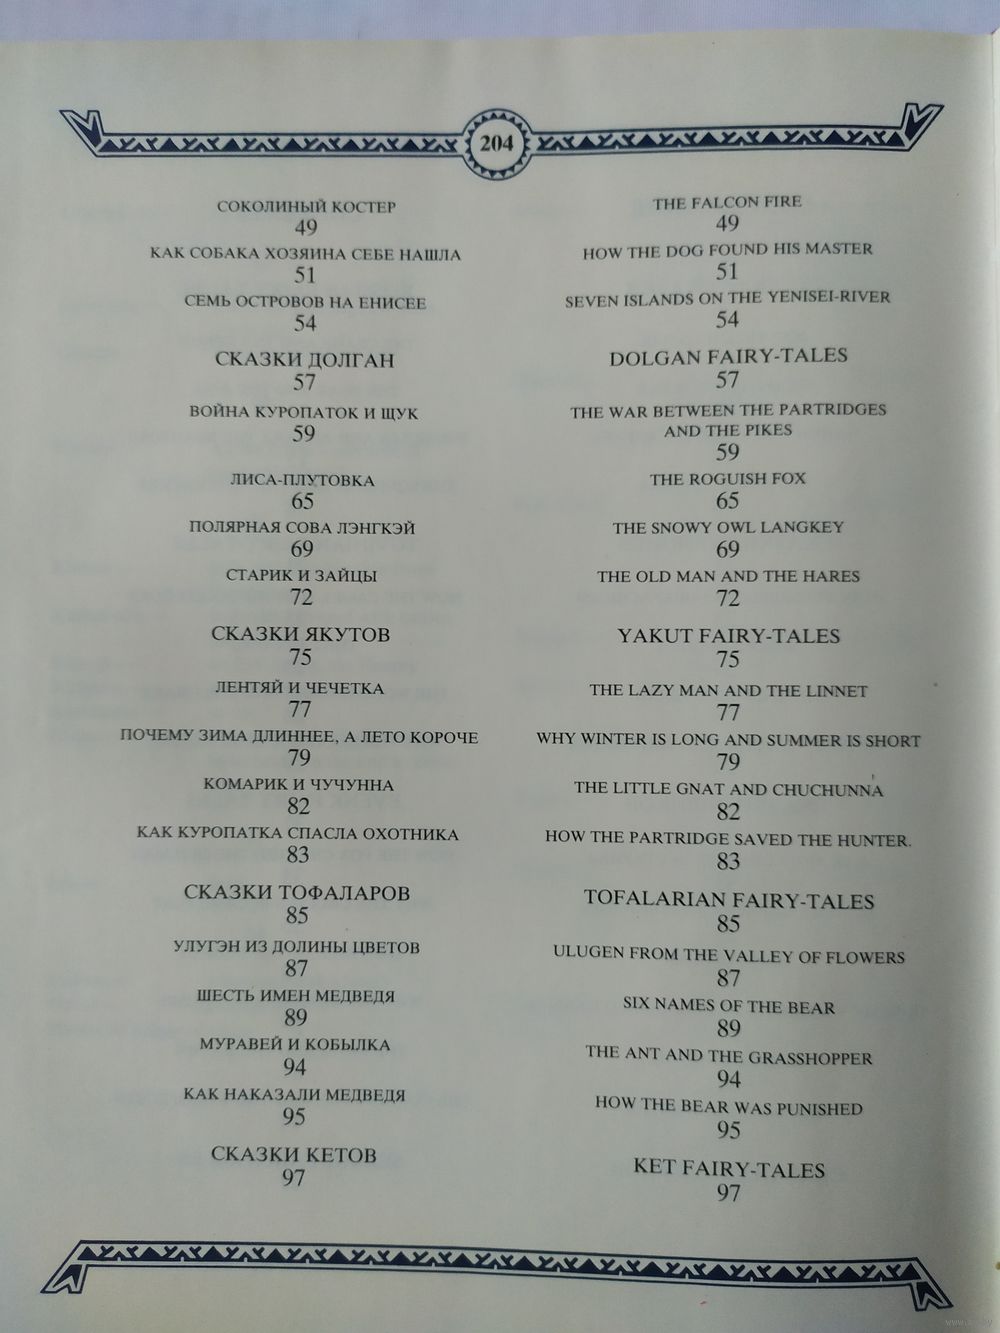 204
СОКОЛИНЫЙ КОСТЕР
49
КАК СОБАКА ХОЗЯИНА СЕБЕ НАШЛА
51
СЕМЬ ОСТРОВОВ НА ЕНИСЕЕ
54
СКАЗКИ ДОЛГАН
57
ВОЙНА КУРОПАТОК И ЩУК
59
ЛИСА-ПЛУТОВКА
65
ПОЛЯРНАЯ СОВА ЛЭНГКЭЙ
69
СТАРИК И ЗАЙЦЫ
72
СКАЗКИ ЯКУТОВ
75
ЛЕНТЯЙ И ЧЕЧЕТКА
77
ПОЧЕМУ ЗИМА ДЛИННЕЕ, А ЛЕТО КОРОЧЕ
79
КОМАРИК И ЧУЧУННА
82
КАК КУРОПАТКА СПАСЛА ОХОТНИКА
83
СКАЗКИ ТОФАЛАРОВ
85
УЛУГЭН ИЗ ДОЛИНЫ ЦВЕТОВ
87
ШЕСТЬ ИМЕН МЕДВЕДЯ
89
МУРАВЕЙ И КОБЫЛКА
94
КАК НАКАЗАЛИ МЕДВЕДЯ
95
СКАЗКИ КЕТОВ
97
THE FALCON FIRE
49
HOW THE DOG FOUND HIS MASTER
51
SEVEN ISLANDS ON THE YENISEI-RIVER
54
DOLGAN FAIRY-TALES
57
THE WAR BETWEEN THE PARTRIDGES
AND THE PIKES
59
THE ROGUISH FOX
65
THE SNOWY OWL LANGKEY
69
THE OLD MAN AND THE HARES
72
YAKUT FAIRY-TALES
75
THE LAZY MAN AND THE LINNET
77
WHY WINTER IS LONG AND SUMMER IS SHORT
79
THE LITTLE GNAT AND CHUCHUNNA
82
HOW THE PARTRIDGE SAVED THE HUNTER.
83
TOFALARIAN FAIRY-TALES
85
ULUGEN FROM THE VALLEY OF FLOWERS
87
SIX NAMES OF THE BEAR
89
THE ANT AND THE GRASSHOPPER
94
HOW THE BEAR WAS PUNISHED
95
KET FAIRY-TALES
97